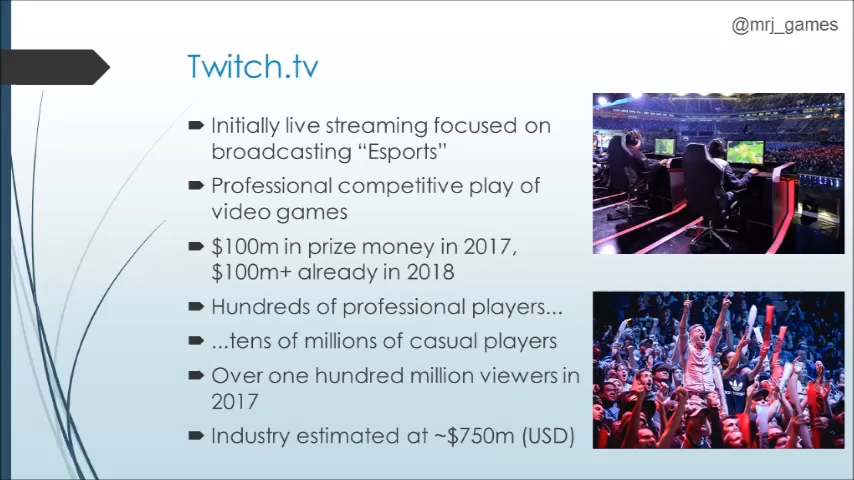 @mrj_games
Twitch.tv
Initially live streaming focused on
broadcasting “Esports”
Professional competitive play of
video games
$100m in prize money in 2017,
$100m+ already in 2018
Hundreds of professional players...
...tens of millions of casual players
Over one hundred million viewers in
2017
Industry estimated at ~$750m (USD)